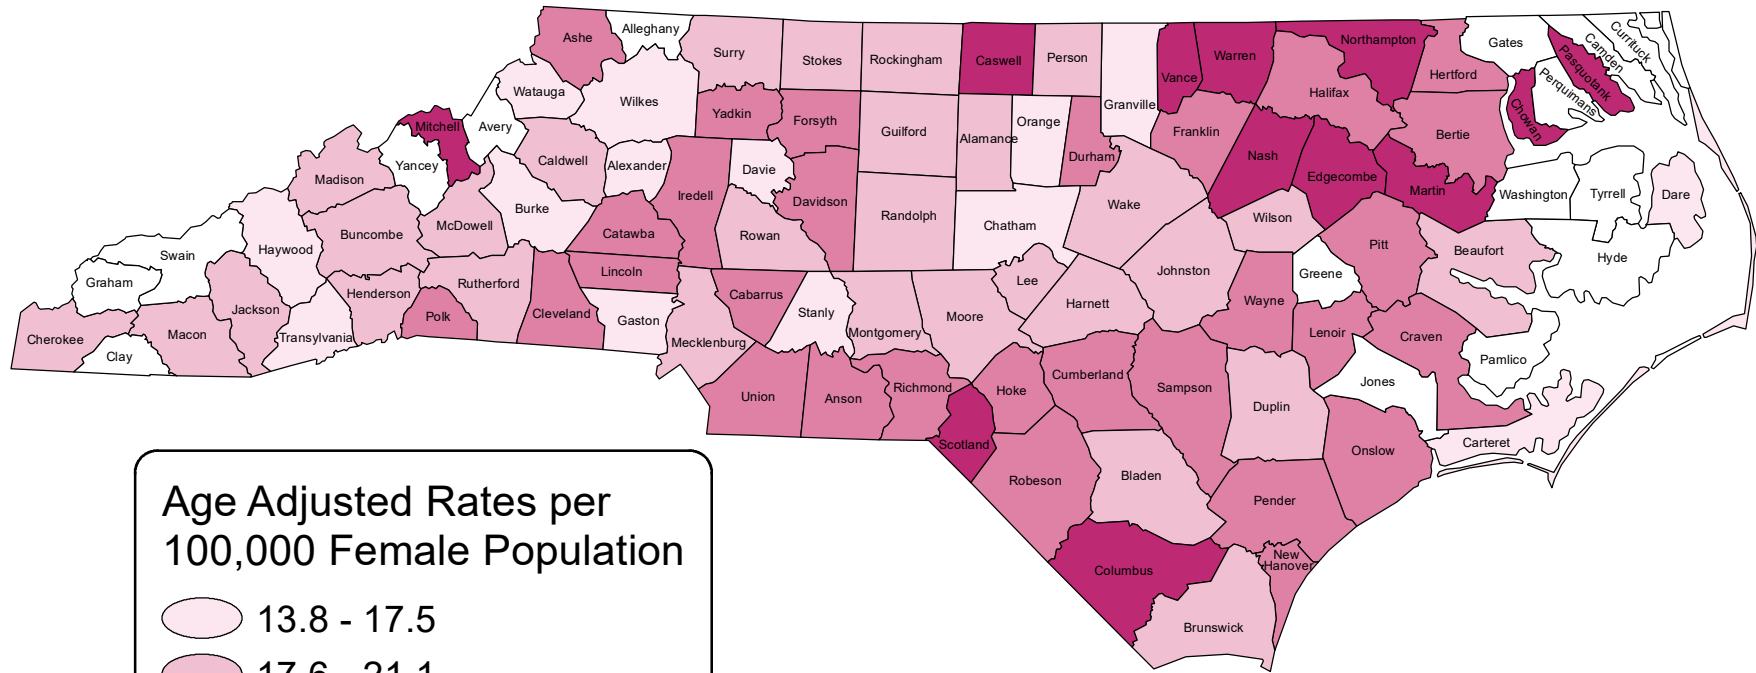 Alleghany
Ashe
Surry
Stokes
Rockingham
Caswell
Person
Vance
Warren
Northampton
Gates
Currituck
Camden
Pasquotank
Perquimans
Chowan
Hertford
Halifax
Granville
Watauga
Wilkes
Yadkin
Forsyth
Guilford
Alamance
Orange
Durham
Franklin
Bertie
Mitchell
Avery
Yancey
Caldwell
Alexander
Davie
Iredell
Davidson
Randolph
Chatham
Wake
Nash
Edgecombe
Martin
Washington
Tyrrell
Dare
Madison
Burke
McDowell
Buncombe
Haywood
Catawba
Rowan
Wilson
Pitt
Beaufort
Hyde
Swain
Graham
Lincoln
Johnston
Greene
Lee
Jackson
Henderson
Rutherford
Polk
Cleveland
Gaston
Cabarrus
Stanly
Montgomery
Moore
Harnett
Wayne
Lenoir
Craven
Pamlico
Cherokee
Macon
Clay
Transylvania
Mecklenburg
Union
Anson
Richmond
Hoke
Cumberland
Sampson
Duplin
Jones
Carteret
Onslow
Scotland
Robeson
Bladen
Pender
New
Hanover
Columbus
Brunswick
Age Adjusted Rates per
100,000 Female Population
13.8 - 17.5
17.6 - 21.1